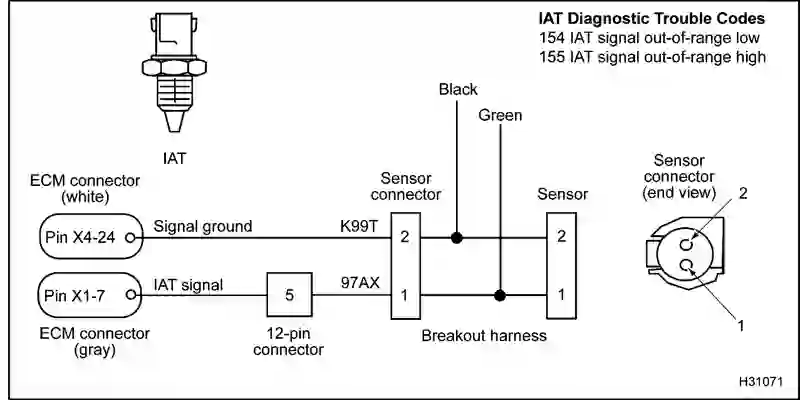 IAT Diagnostic Trouble Codes
154 IAT signal out-of-range low
155 IAT signal out-of-range high
Black
Green
IAT
ECM connector
(white)
Sensor
connector
Sensor
Sensor
connector
(end view)
2
Pin X4-24
Signal ground
K99T
2
2
Pin X1-7
IAT signal
5
97AX
1
1
1
ECM connector
(gray)
12-pin
connector
Breakout harness
H31071